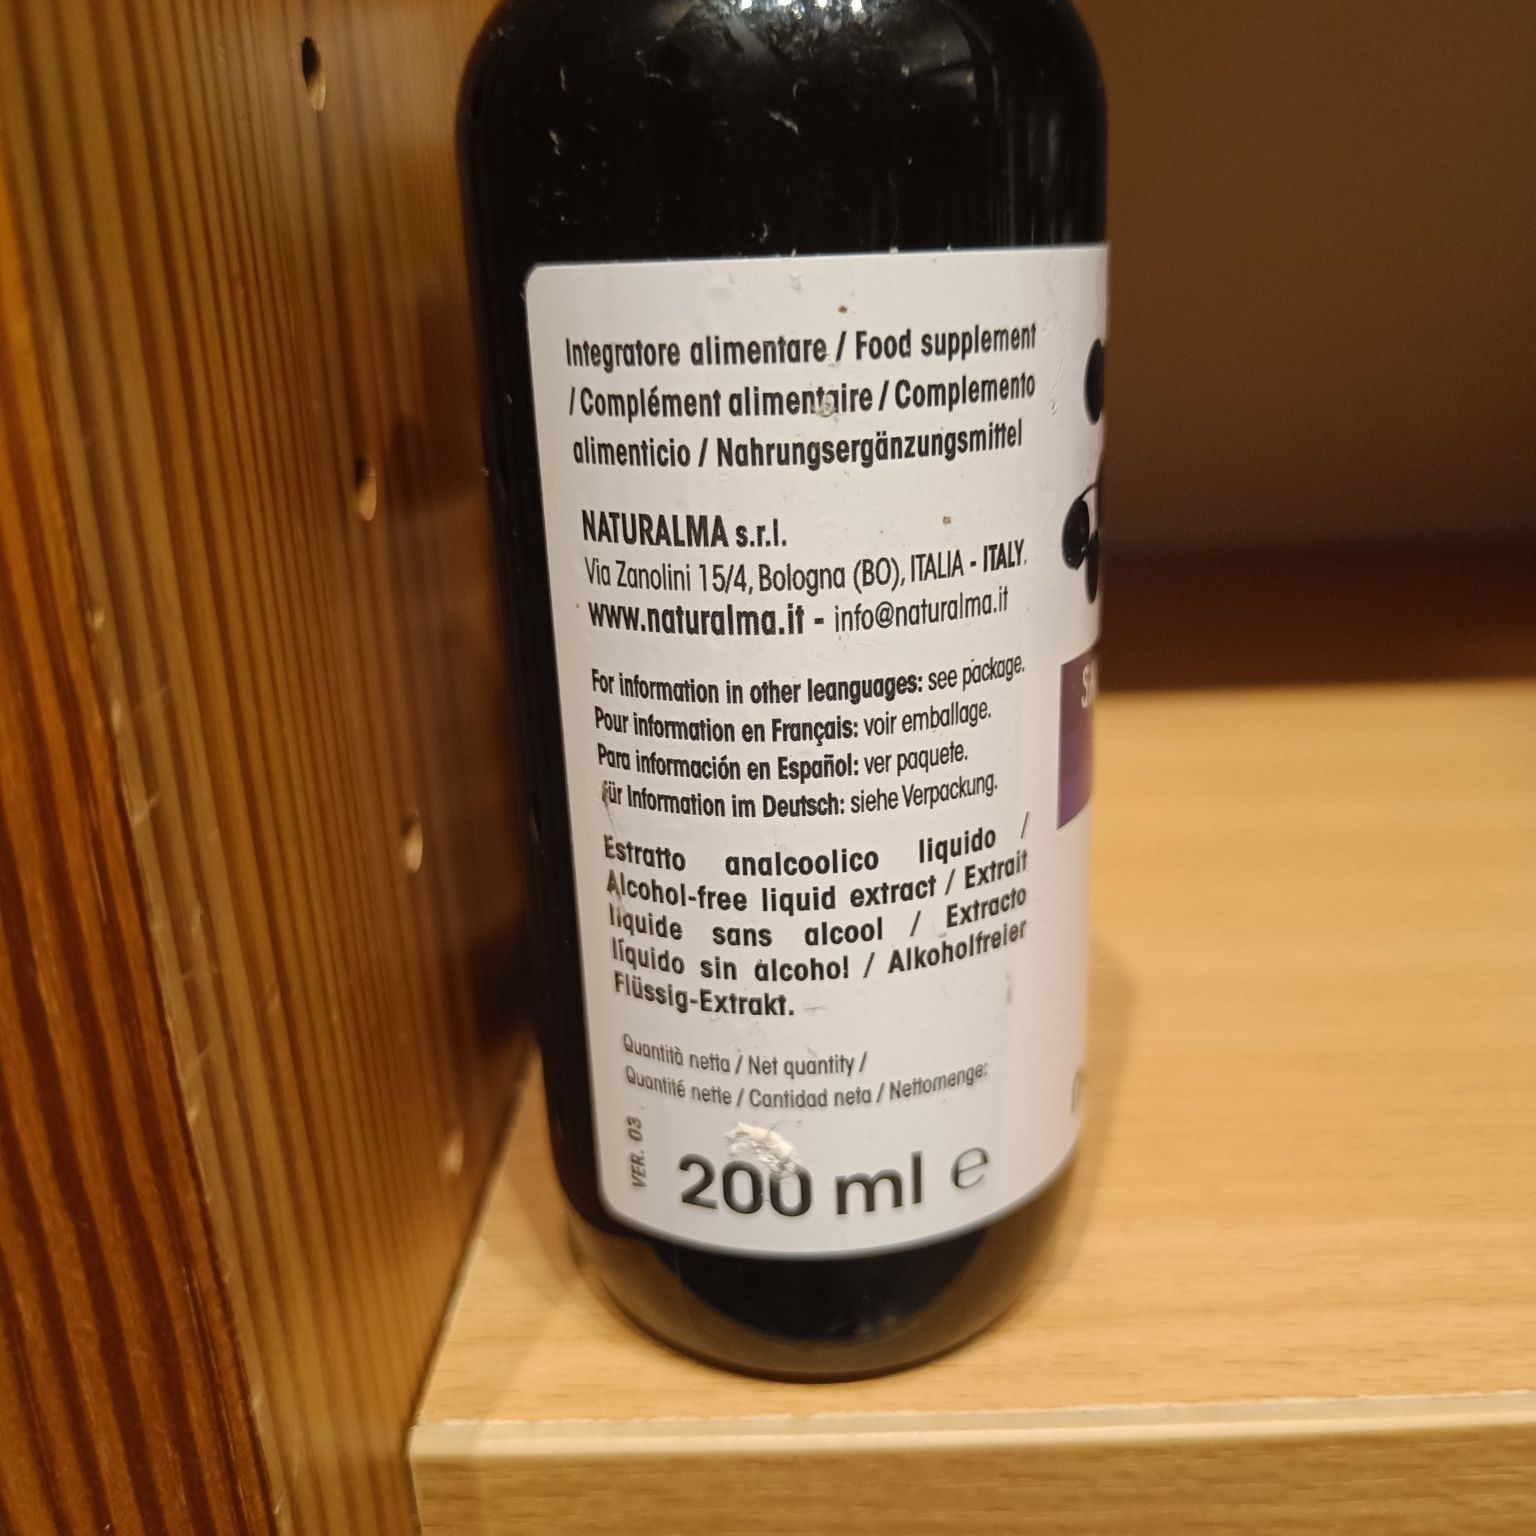 Integratore alimentare / Food supplement
/ Complément alimentaire / Complemento
alimenticio / Nahrungsergänzungsmittel
NATURALMA s.r.l.
Via Zanolini 15/4, Bologna (BO), ITALIA - ITALY.
www.naturalma.it - info@naturalma.it
For information in other leanguages: see package.
Pour information en Français: voir emballage.
Para información en Español: ver paquete.
für Information im Deutsch: siehe Verpackung.
Estratto analcoolico liquido /
Alcohol-free liquid extract / Extrait
liquide sans alcool / Extracto
líquido sin alcohol / Alkoholfreier
Flüssig-Extrakt.
Quantità netta / Net quantity /
Quantité nette / Cantidad neta / Nettomenge:
VER. 03
200 ml e